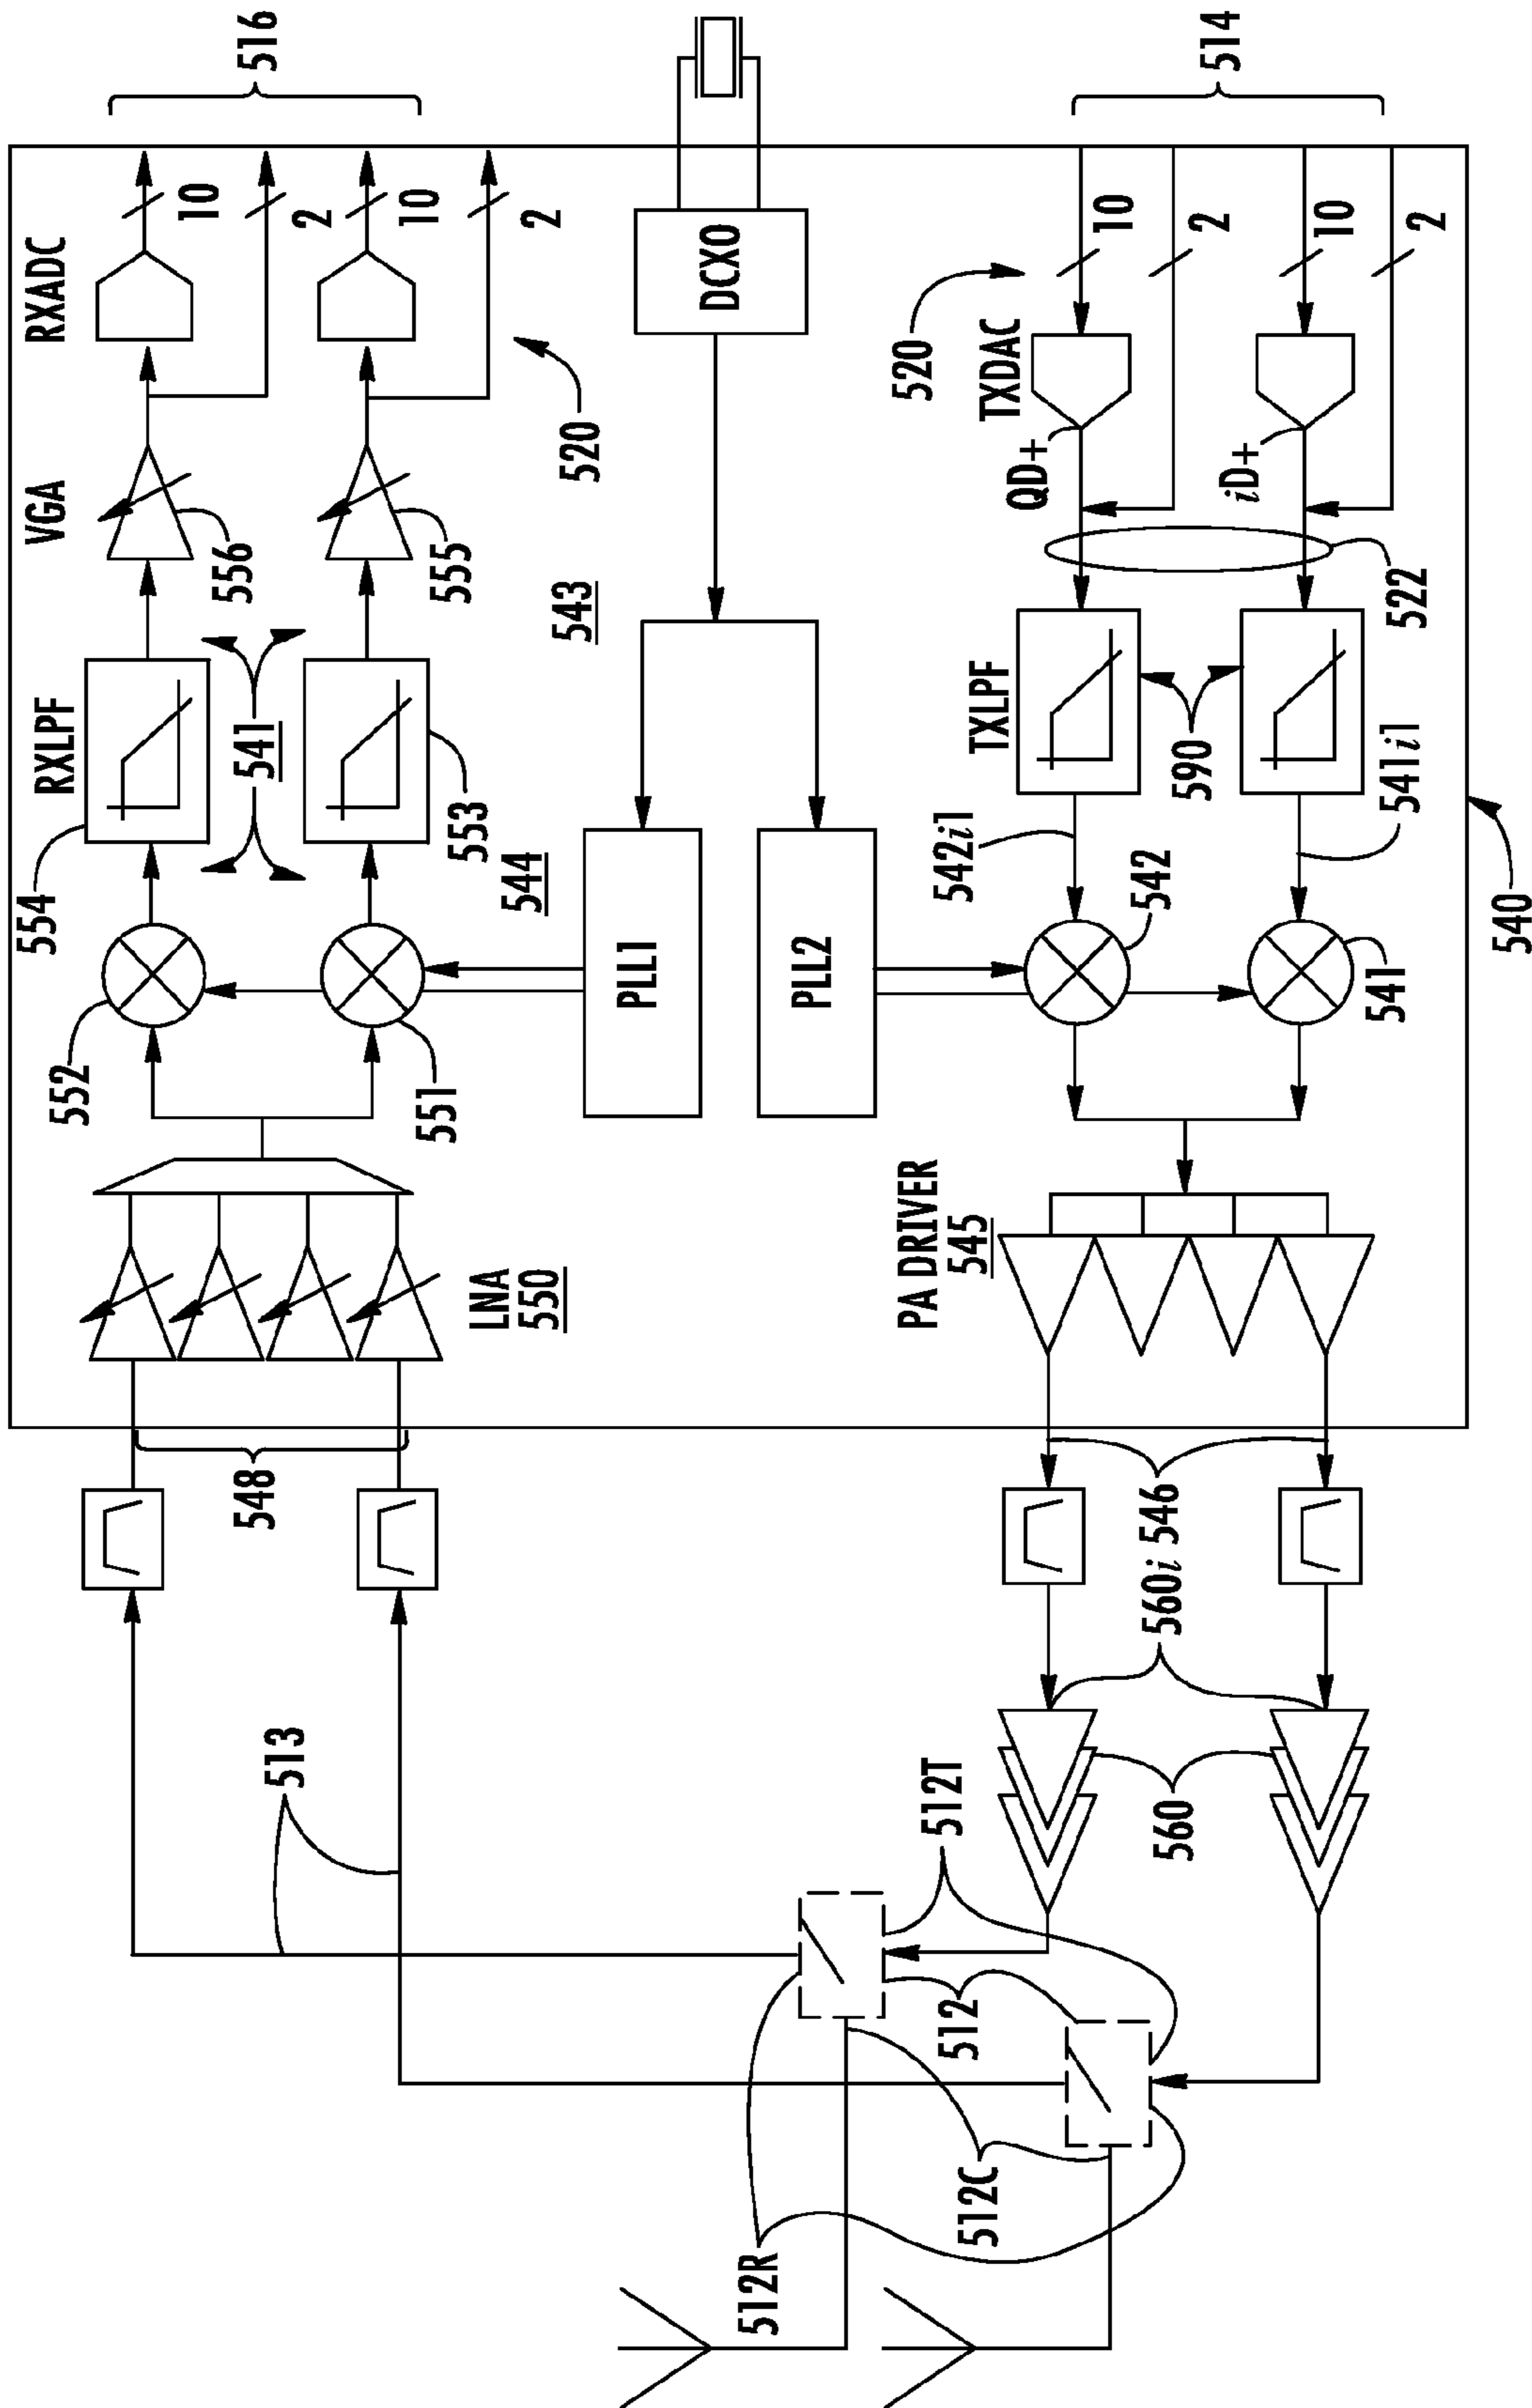 552
554
RXLPF
VGA
RXADC
10
556
548
541
516
513
2
10
551
555
553
LNA
550
544
2
543
520
PLL1
DCXO
512R
PLL2
PA DRIVER
545
520
512T
542i1
512
512C
TXLPF
TXDAC
QD+
10
542
560i 546
560
590
2
514
iD+
10
541
541i1
522
2
540